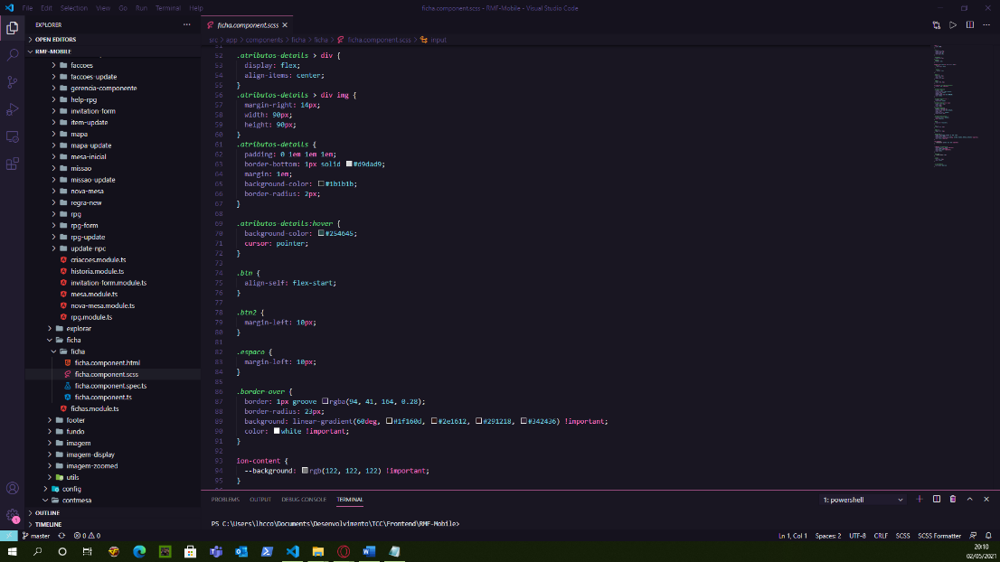 File Edit Selection View Go Run Terminal Help
ficha.component.scss - RMF-Mobile - Visual Studio Code
EXPLORER
OPEN EDITORS
RMF-MOBILE
faccoes
faccoes-update
gerencia-componente
help-rpg
invitation-form
item-update
mapa
mapa-update
mesa-inicial
missao
missao-update
nova-mesa
regra-new
rpg
rpg-form
rpg-update
update-npc
criacoes.module.ts
historia.module.ts
invitation-form.module.ts
mesa.module.ts
nova-mesa.module.ts
rpg.module.ts
explorar
ficha
ficha
ficha.component.html
ficha.component.scss
ficha.component.spec.ts
ficha.component.ts
fichas.module.ts
footer
fundo
imagem
imagem-display
imagem-zoomed
utils
config
contmesa
OUTLINE
TIMELINE
ficha.component.scss
src > app > components > ficha > ficha > ficha.component.scss > input
51
52 .atributos-details > div {
53 display: flex;
54 align-items: center;
55 }
56 .atributos-details > div img {
57 margin-right: 14px;
58 width: 90px;
59 height: 90px;
60 }
61 .atributos-details {
62 padding: 0 1em 1em 1em;
63 border-bottom: 1px solid #d9dad9;
64 margin: 1em;
65 background-color: #1b1b1b;
66 border-radius: 2px;
67 }
68
69 .atributos-details:hover {
70 background-color: #254645;
71 cursor: pointer;
72 }
73
74 .btn {
75 align-self: flex-start;
76 }
77
78 .btn2 {
79 margin-left: 10px;
80 }
81
82 .espaco {
83 margin-left: 10px;
84 }
85
86 .border-over {
87 border: 1px groove rgba(94, 41, 164, 0.28);
88 border-radius: 23px;
89 background: linear-gradient(60deg, #1f160d, #2e1612, #291218, #342436) !important;
90 color: white !important;
91 }
92
93 ion-content {
94 --background: rgb(122, 122, 122) !important;
95 }
PROBLEMS OUTPUT DEBUG CONSOLE TERMINAL
1: powershell
PS C:\Users\lhcco\Documents\Desenvolvimento\TCC\Frontend\RMF-Mobile>
master 0 0
Ln 1, Col 1 Spaces: 2 UTF-8 CRLF SCSS SCSS Formatter
20:10
02/05/2021